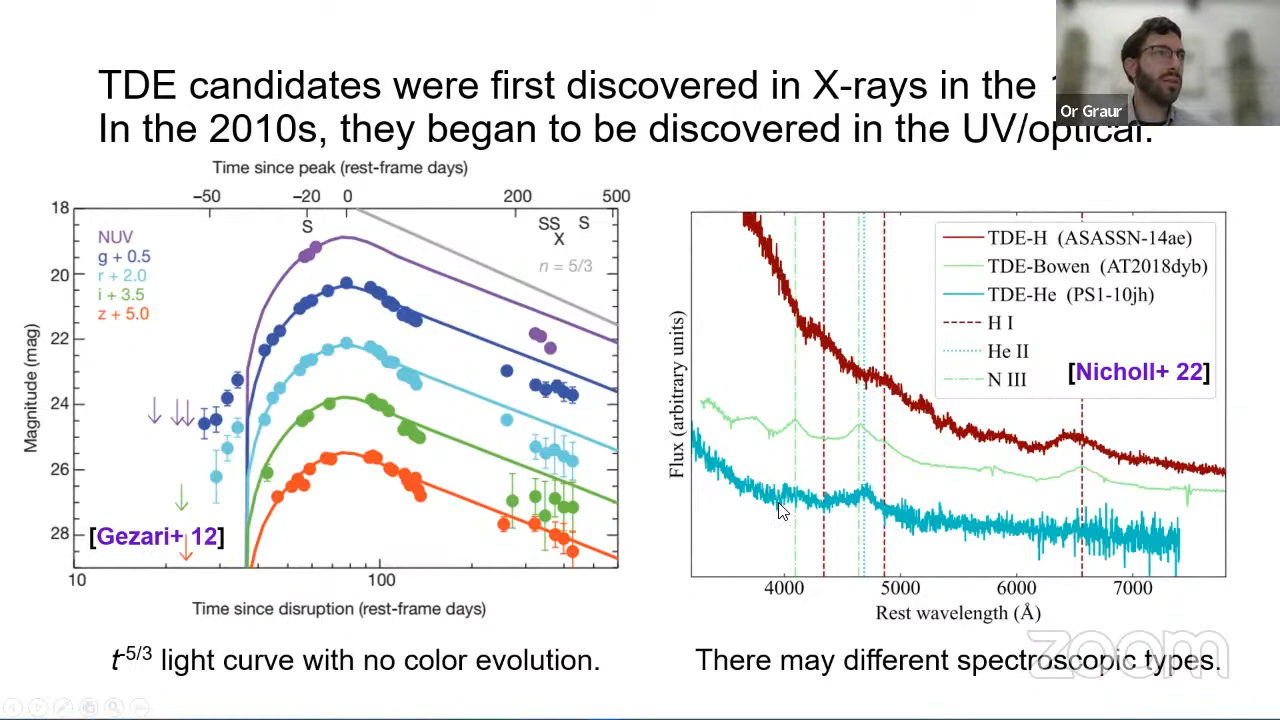 TDE candidates were first discovered in X-rays in the
In the 2010s, they began to be discovered in the UV/optical.
Or Graur
Time since peak (rest-frame days)
−50 −20 0 200 500
18
20
22
24
26
28
Magnitude (mag)
NUV
g + 0.5
r + 2.0
i + 3.5
z + 5.0
S
SS
X
S
n = 5/3
[Gezari+ 12]
10 100
Time since disruption (rest-frame days)
t-5/3 light curve with no color evolution.
Flux (arbitrary units)
TDE-H (ASASSN-14ae)
TDE-Bowen (AT2018dyb)
TDE-He (PS1-10jh)
H I
He II
N III
[Nicholl+ 22]
4000 5000 6000 7000
Rest wavelength (Å)
There may different spectroscopic types.
zoom